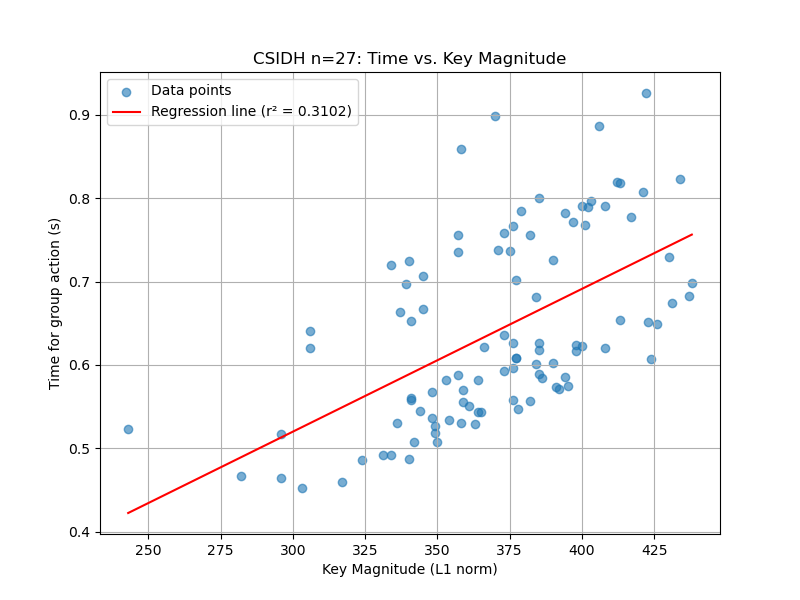 CSIDH n=27: Time vs. Key Magnitude
Data points
Regression line (r² = 0.3102)
Time for group action (s)
0.9
0.8
0.7
0.6
0.5
0.4
250 275 300 325 350 375 400 425
Key Magnitude (L1 norm)